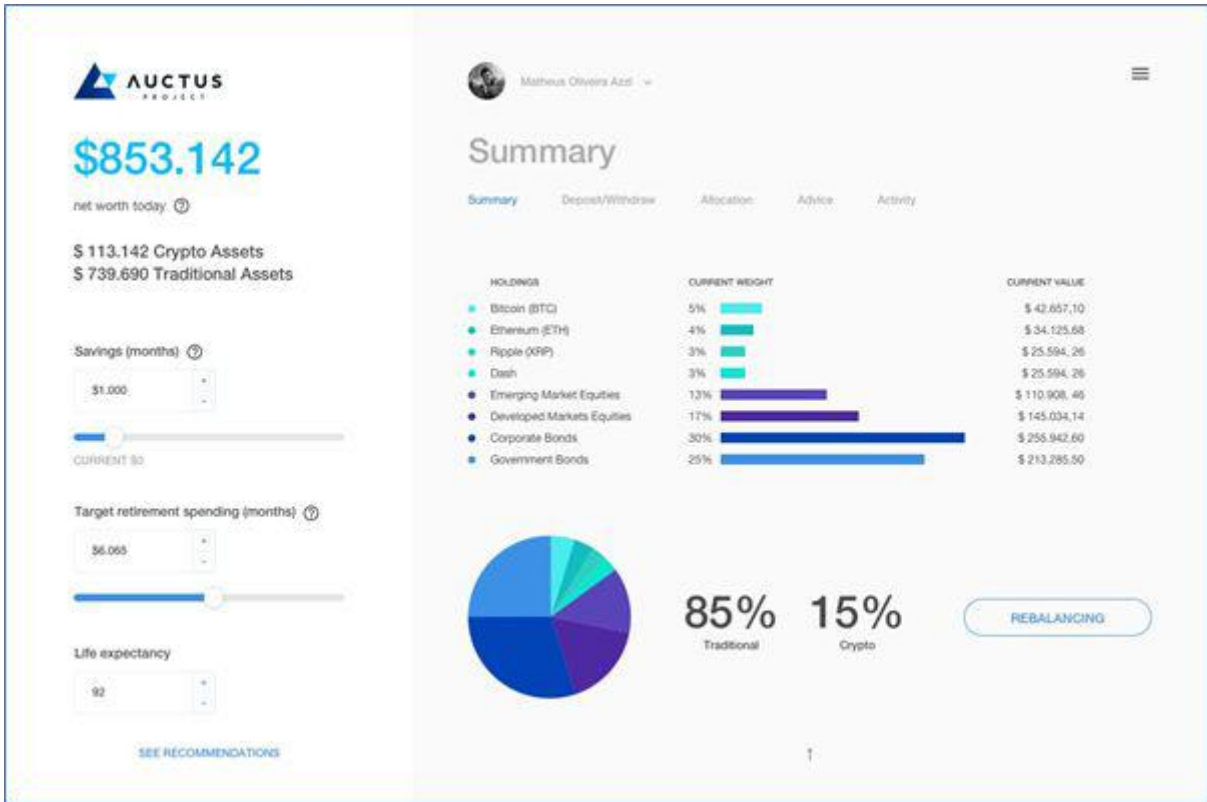 AUCTUS
PROJECT
$853.142
net worth today ?
$ 113.142 Crypto Assets
$ 739.690 Traditional Assets
Savings (months) ?
$1.000
+
-
CURRENT $0
Target retirement spending (months) ?
$6.065
+
-
Life expectancy
92
+
-
SEE RECOMMENDATIONS
Matheus Oliveira Azzi
Summary
Summary Deposit/Withdraw Allocation Advice Activity
HOLDINGS CURRENT WEIGHT CURRENT VALUE
Bitcoin (BTC) 5% $ 42.657,10
Ethereum (ETH) 4% $ 34.125,68
Ripple (XRP) 3% $ 25.594, 26
Dash 3% $ 25.594, 26
Emerging Market Equities 13% $ 110.908, 46
Developed Markets Equities 17% $ 145.034,14
Corporate Bonds 30% $ 255.942,60
Government Bonds 25% $ 213.285,50
85% 15%
Traditional Crypto
REBALANCING
↑